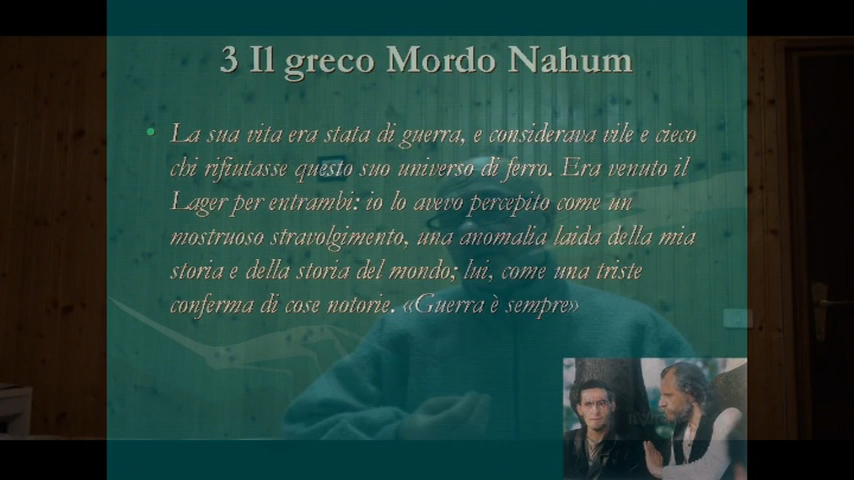 3 Il greco Mordo Nahum
• La sua vita era stata di guerra, e considerava vile e cieco
chi rifiutasse questo suo universo di ferro. Era venuto il
Lager per entrambi: io lo avevo percepito come un
mostruoso stravolgimento, una anomalia laida della mia
storia e della storia del mondo; lui, come una triste
conferma di cose notorie. «Guerra è sempre»